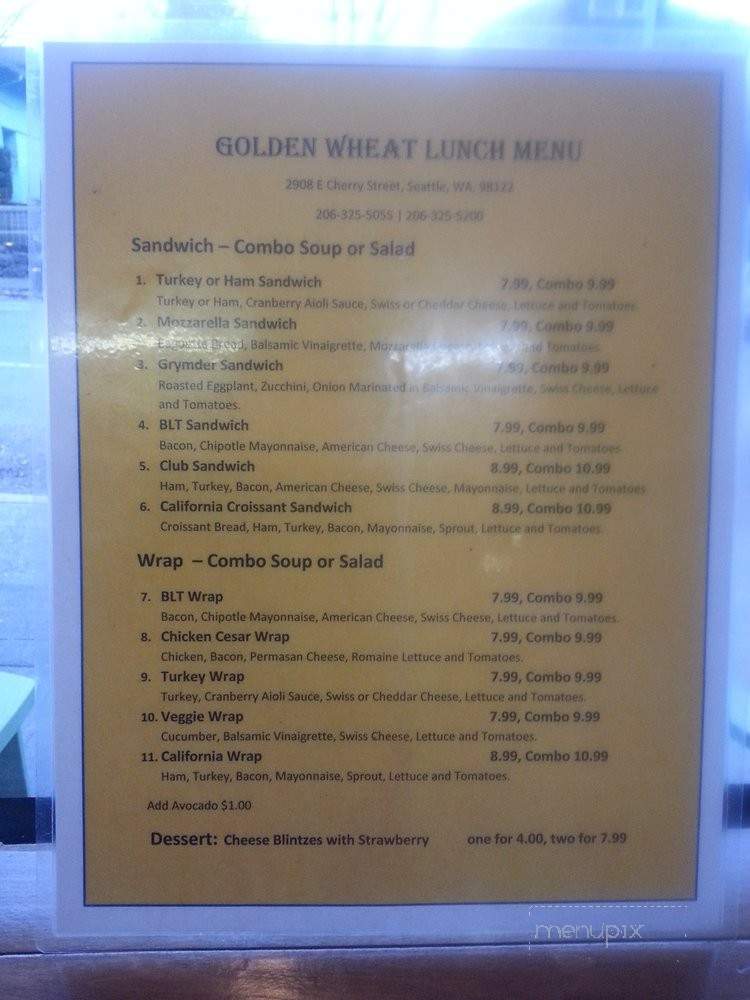 GOLDEN WHEAT LUNCH MENU
2908 E Cherry Street, Seattle, WA, 98122
206-325-5055 | 206-325-5200
Sandwich – Combo Soup or Salad
1. Turkey or Ham Sandwich 7.99, Combo 9.99
Turkey or Ham, Cranberry Aioli Sauce, Swiss or Cheddar Cheese, Lettuce and Tomatoes.
2. Mozzarella Sandwich 7.99, Combo 9.99
Bread, Balsamic Vinaigrette, Mozzarella and Tomatoes.
3. Grymder Sandwich 7.99, Combo 9.99
Roasted Eggplant, Zucchini, Onion Marinated in Balsamic Vinaigrette, Swiss Cheese, Lettuce
and Tomatoes.
4. BLT Sandwich 7.99, Combo 9.99
Bacon, Chipotle Mayonnaise, American Cheese, Swiss Cheese, Lettuce and Tomatoes.
5. Club Sandwich 8.99, Combo 10.99
Ham, Turkey, Bacon, American Cheese, Swiss Cheese, Mayonnaise, Lettuce and Tomatoes
6. California Croissant Sandwich 8.99, Combo 10.99
Croissant Bread, Ham, Turkey, Bacon, Mayonnaise, Sprout, Lettuce and Tomatoes.
Wrap – Combo Soup or Salad
7. BLT Wrap 7.99, Combo 9.99
Bacon, Chipotle Mayonnaise, American Cheese, Swiss Cheese, Lettuce and Tomatoes.
8. Chicken Cesar Wrap 7.99, Combo 9.99
Chicken, Bacon, Permasan Cheese, Romaine Lettuce and Tomatoes.
9. Turkey Wrap 7.99, Combo 9.99
Turkey, Cranberry Aioli Sauce, Swiss or Cheddar Cheese, Lettuce and Tomatoes.
10. Veggie Wrap 7.99, Combo 9.99
Cucumber, Balsamic Vinaigrette, Swiss Cheese, Lettuce and Tomatoes.
11. California Wrap 8.99, Combo 10.99
Ham, Turkey, Bacon, Mayonnaise, Sprout, Lettuce and Tomatoes.
Add Avocado $1.00
Dessert: Cheese Blintzes with Strawberry one for 4.00, two for 7.99
menupix